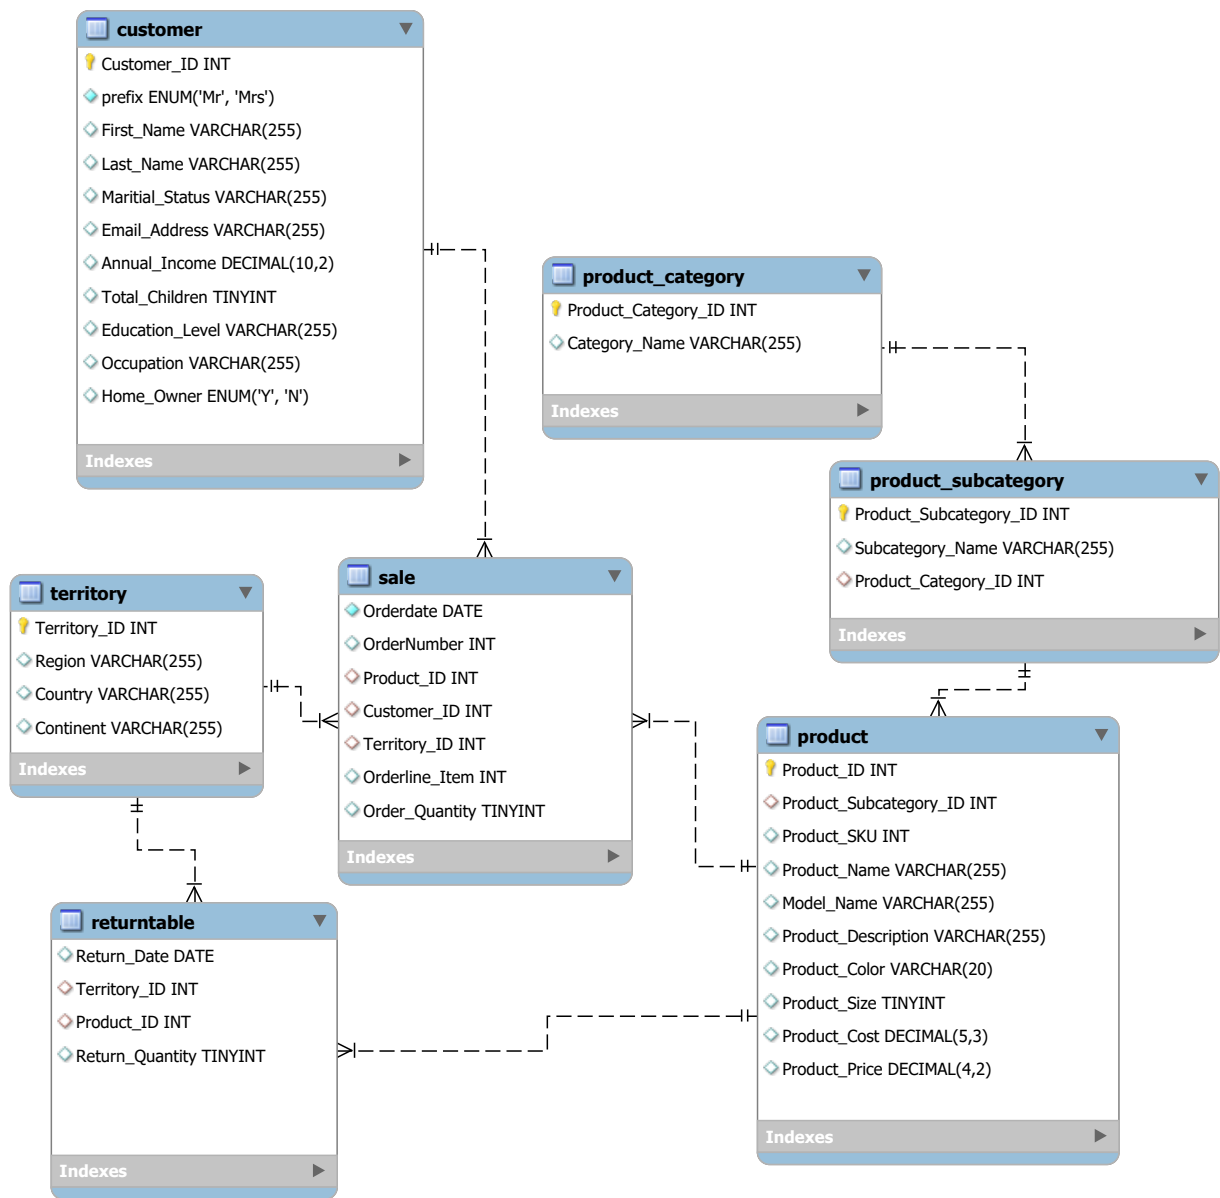 customer
Customer_ID INT
prefix ENUM('Mr', 'Mrs')
First_Name VARCHAR(255)
Last_Name VARCHAR(255)
Maritial_Status VARCHAR(255)
Email_Address VARCHAR(255)
Annual_Income DECIMAL(10,2)
Total_Children TINYINT
Education_Level VARCHAR(255)
Occupation VARCHAR(255)
Home_Owner ENUM('Y', 'N')
Indexes
product_category
Product_Category_ID INT
Category_Name VARCHAR(255)
Indexes
product_subcategory
Product_Subcategory_ID INT
Subcategory_Name VARCHAR(255)
Product_Category_ID INT
Indexes
territory
Territory_ID INT
Region VARCHAR(255)
Country VARCHAR(255)
Continent VARCHAR(255)
Indexes
sale
Orderdate DATE
OrderNumber INT
Product_ID INT
Customer_ID INT
Territory_ID INT
Orderline_Item INT
Order_Quantity TINYINT
Indexes
product
Product_ID INT
Product_Subcategory_ID INT
Product_SKU INT
Product_Name VARCHAR(255)
Model_Name VARCHAR(255)
Product_Description VARCHAR(255)
Product_Color VARCHAR(20)
Product_Size TINYINT
Product_Cost DECIMAL(5,3)
Product_Price DECIMAL(4,2)
Indexes
returntable
Return_Date DATE
Territory_ID INT
Product_ID INT
Return_Quantity TINYINT
Indexes